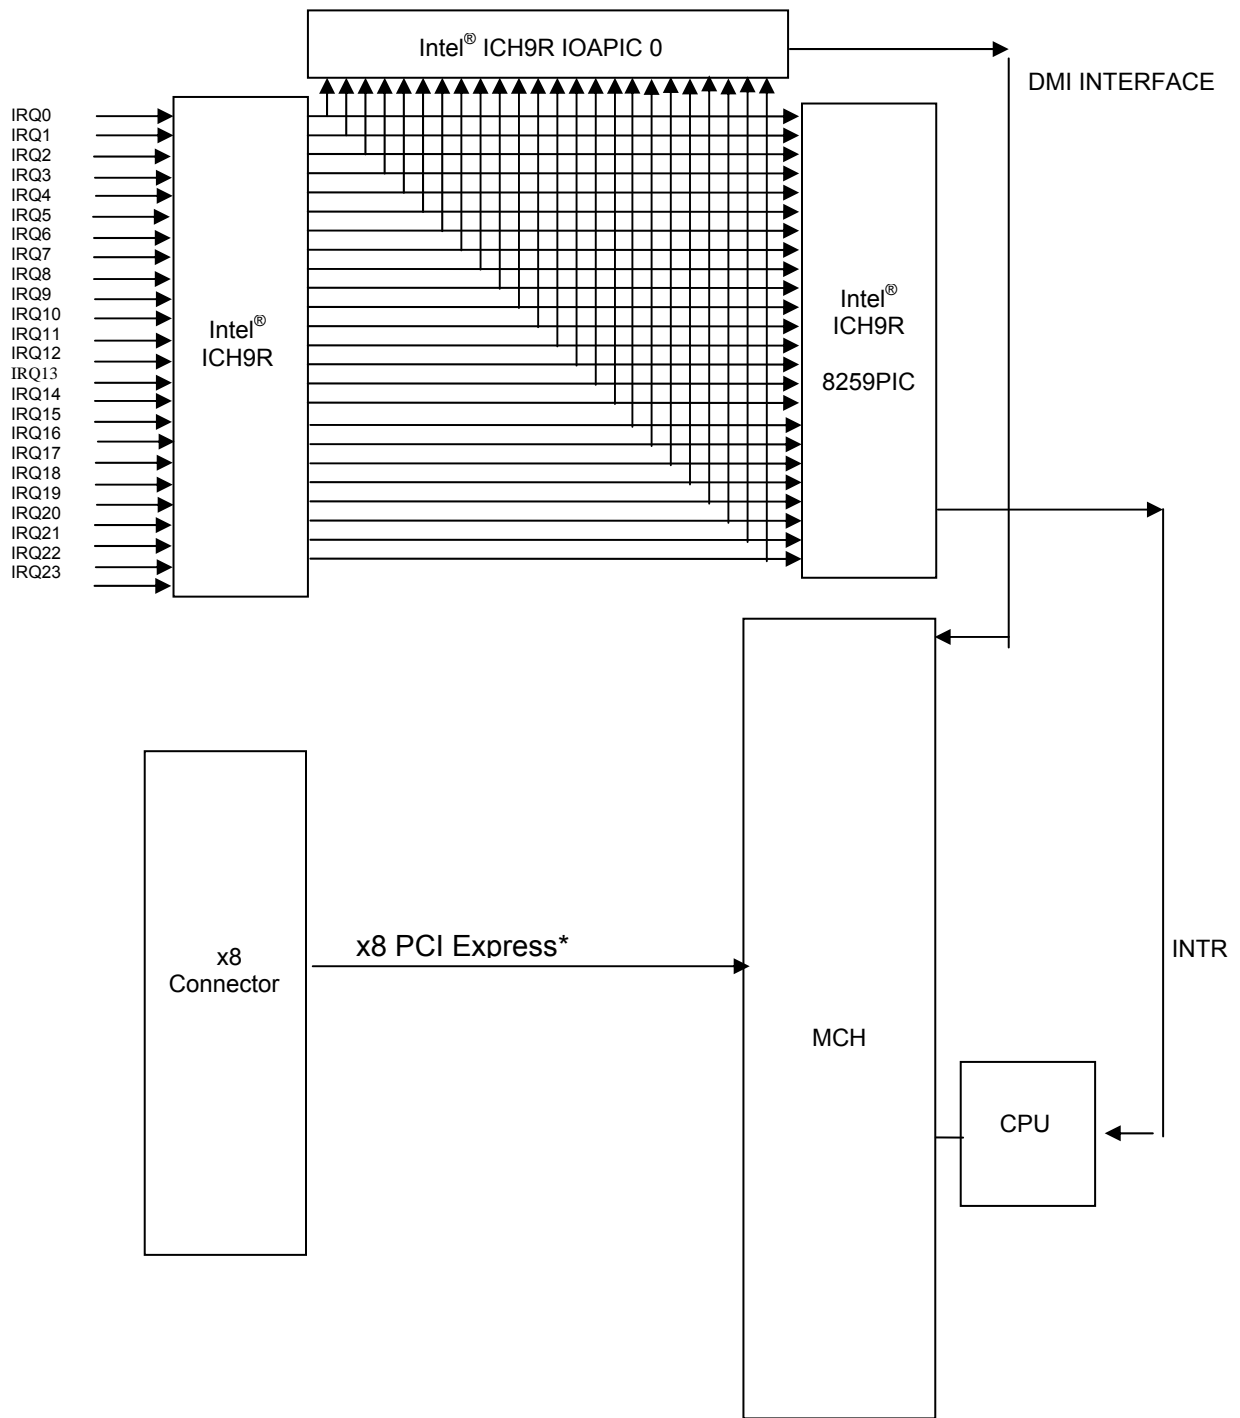 Intel® ICH9R IOAPIC 0
DMI INTERFACE
IRQ0
IRQ1
IRQ2
IRQ3
IRQ4
IRQ5
IRQ6
IRQ7
IRQ8
IRQ9
IRQ10
IRQ11
IRQ12
IRQ13
IRQ14
IRQ15
IRQ16
IRQ17
IRQ18
IRQ19
IRQ20
IRQ21
IRQ22
IRQ23
Intel®
ICH9R
Intel®
ICH9R
8259PIC
x8
Connector
x8 PCI Express*
MCH
CPU
INTR